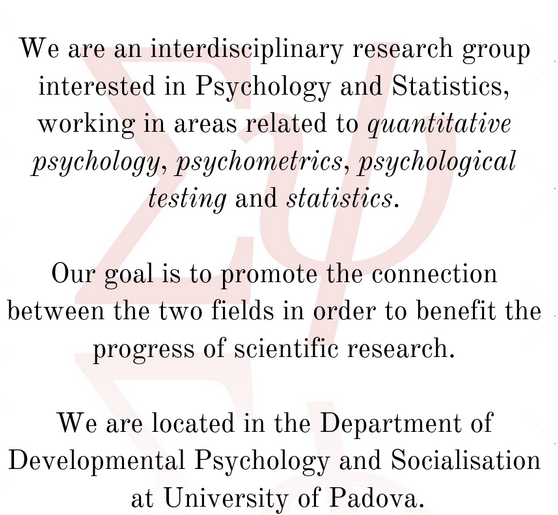 We are an interdisciplinary research group
interested in Psychology and Statistics,
working in areas related to quantitative
psychology, psychometrics, psychological
testing and statistics.
Our goal is to promote the connection
between the two fields in order to benefit the
progress of scientific research.
We are located in the Department of
Developmental Psychology and Socialisation
at University of Padova.